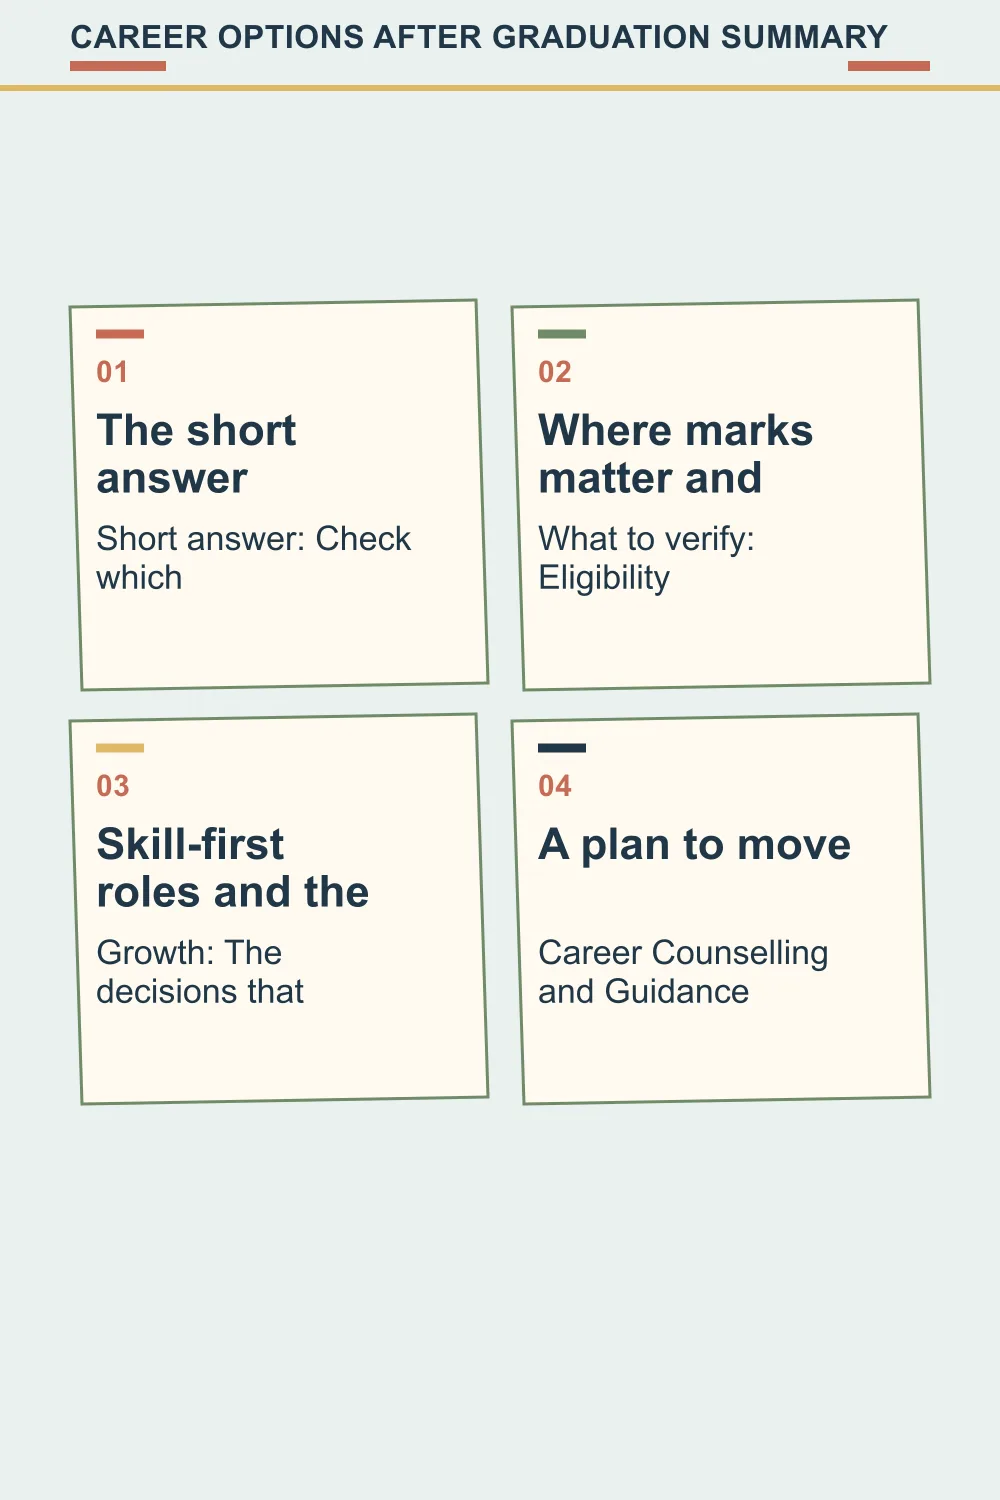 CAREER OPTIONS AFTER GRADUATION SUMMARY
01
The short
answer
Short answer: Check
which
02
Where marks
matter and
What to verify:
Eligibility
03
Skill-first
roles and the
Growth: The
decisions that
04
A plan to move
Career Counselling
and Guidance